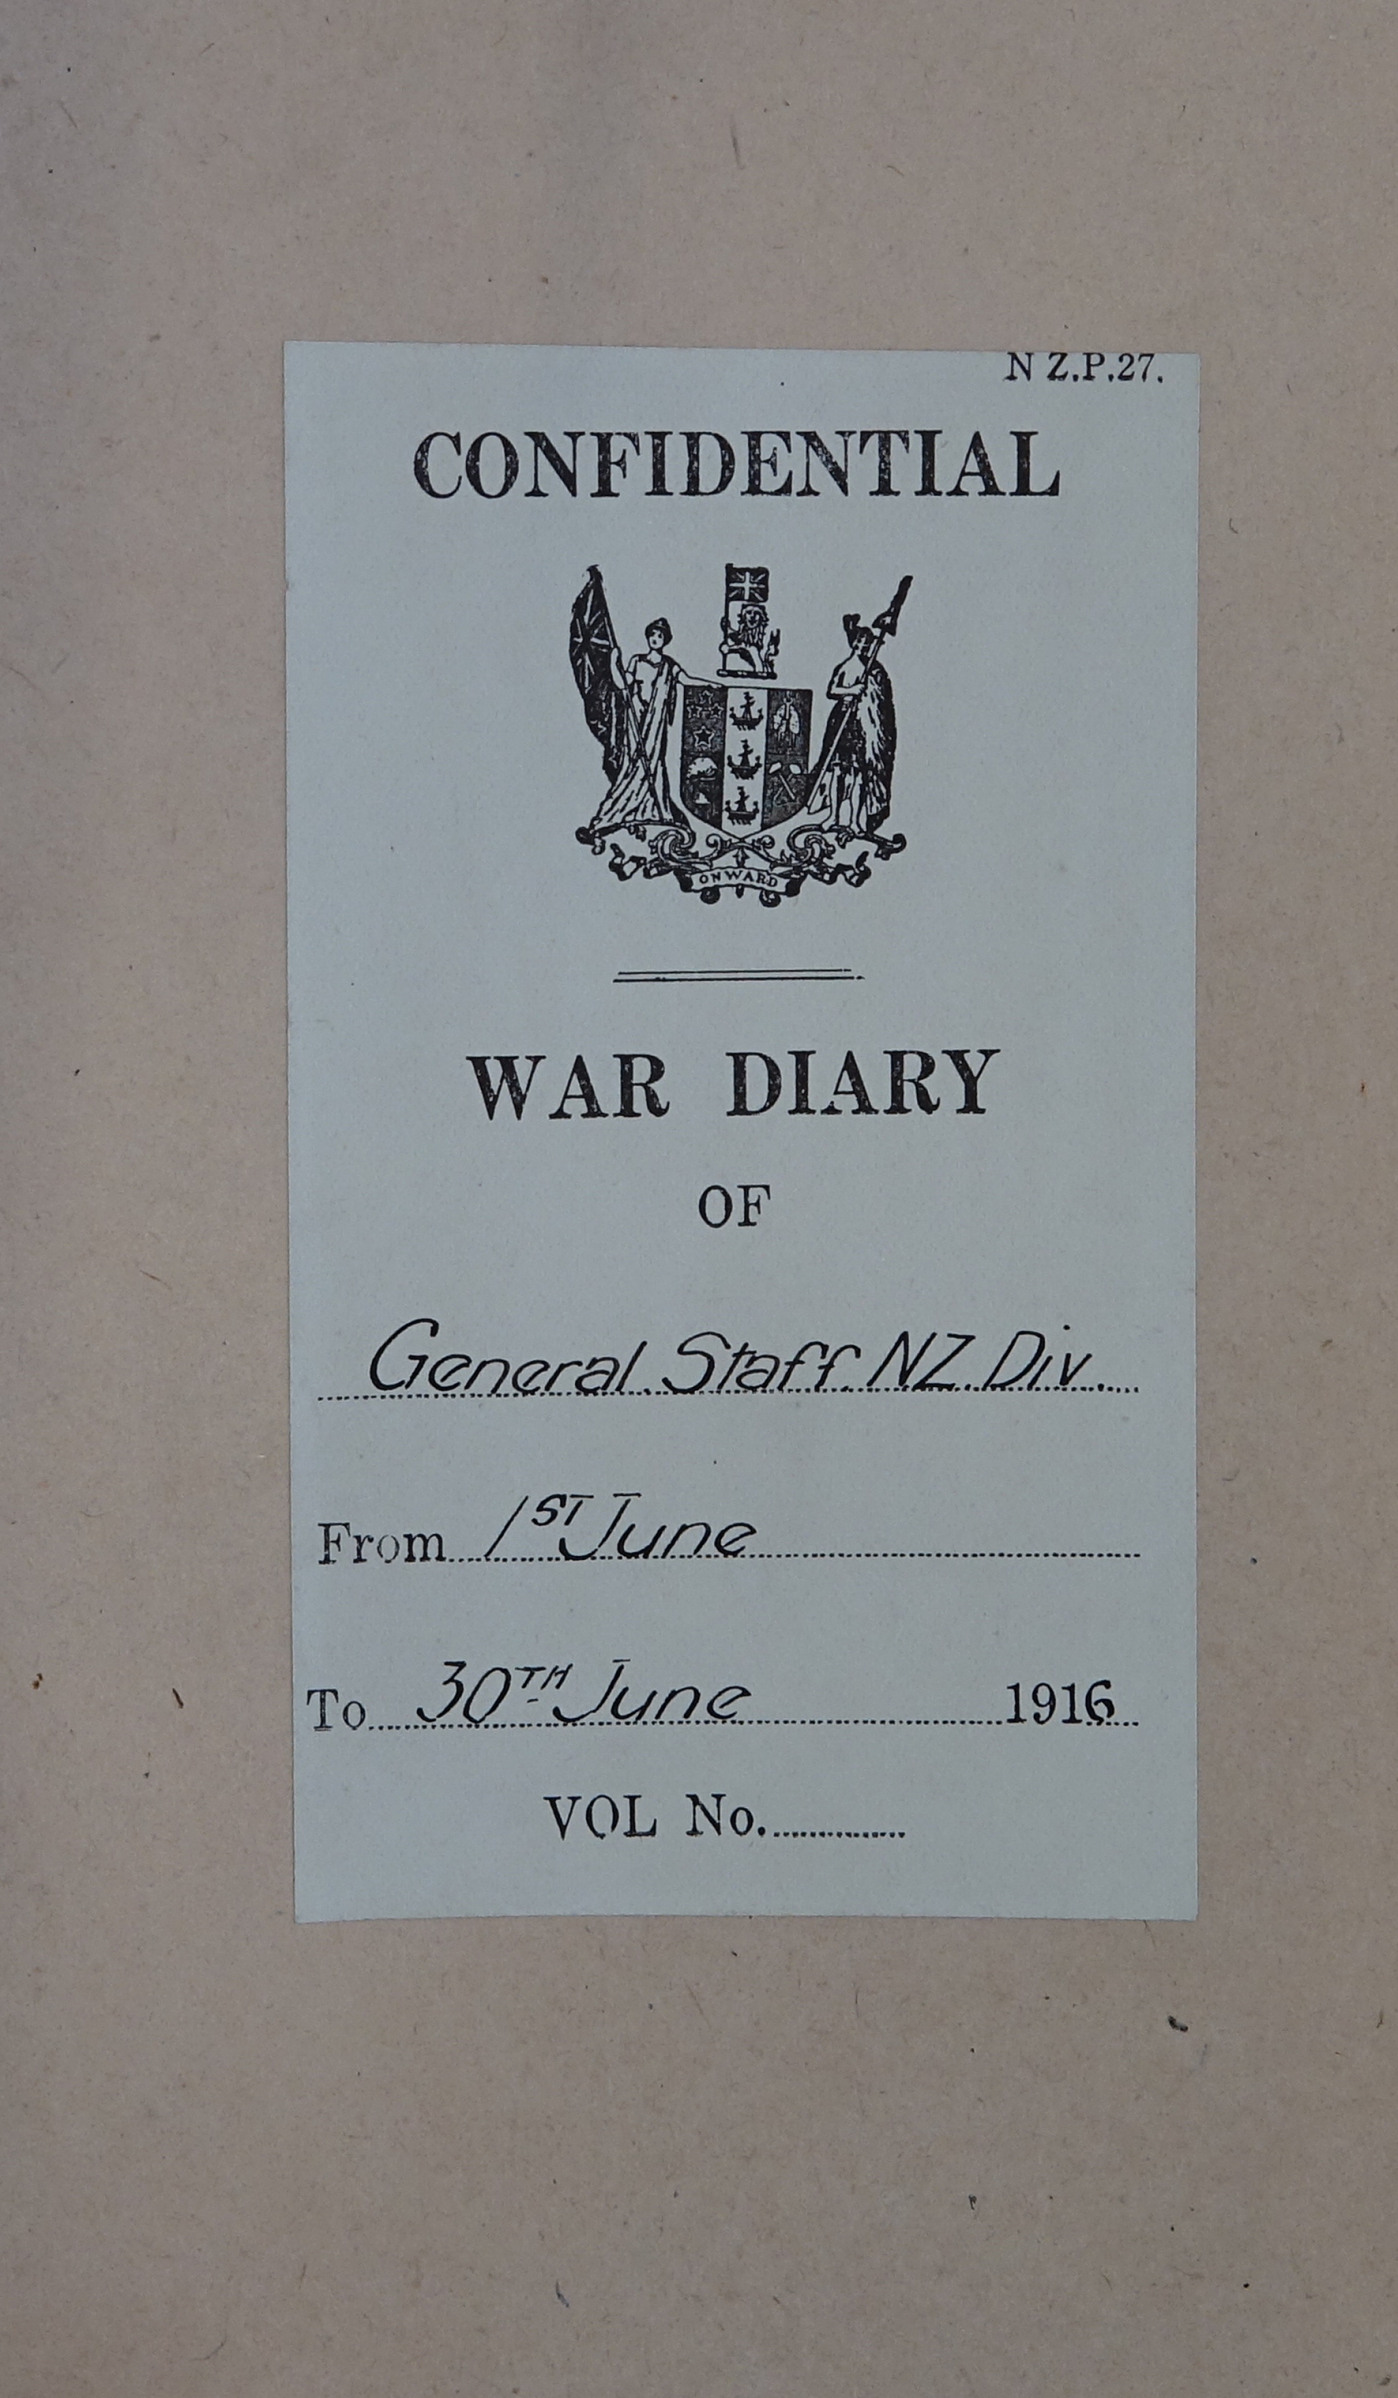 N Z.P.27.
CONFIDENTIAL
ONWARD
WAR DIARY
OF
General Staff NZ Div
From 1ST June
To 30TH June 1916
VOL No.